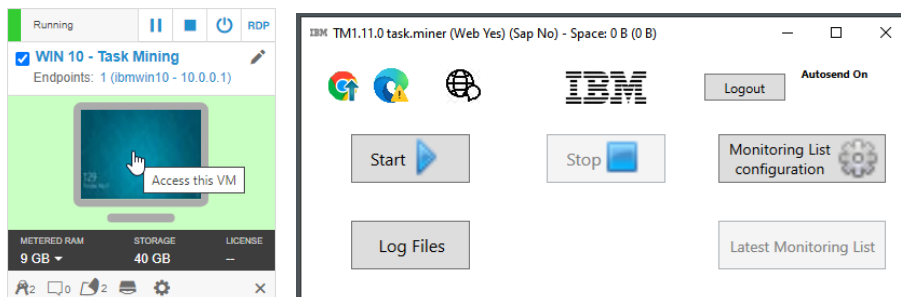 Running
RDP
WIN 10 - Task Mining
Endpoints: 1 (ibmwin10 - 10.0.0.1)
Access this VM
METERED RAM STORAGE LICENSE
9 GB 40 GB --
2 0 2
IBM TM1.11.0 task.miner (Web Yes) (Sap No) - Space: 0 B (0 B)
IBM
Logout
Autosend On
Start
Stop
Monitoring List
configuration
Log Files
Latest Monitoring List